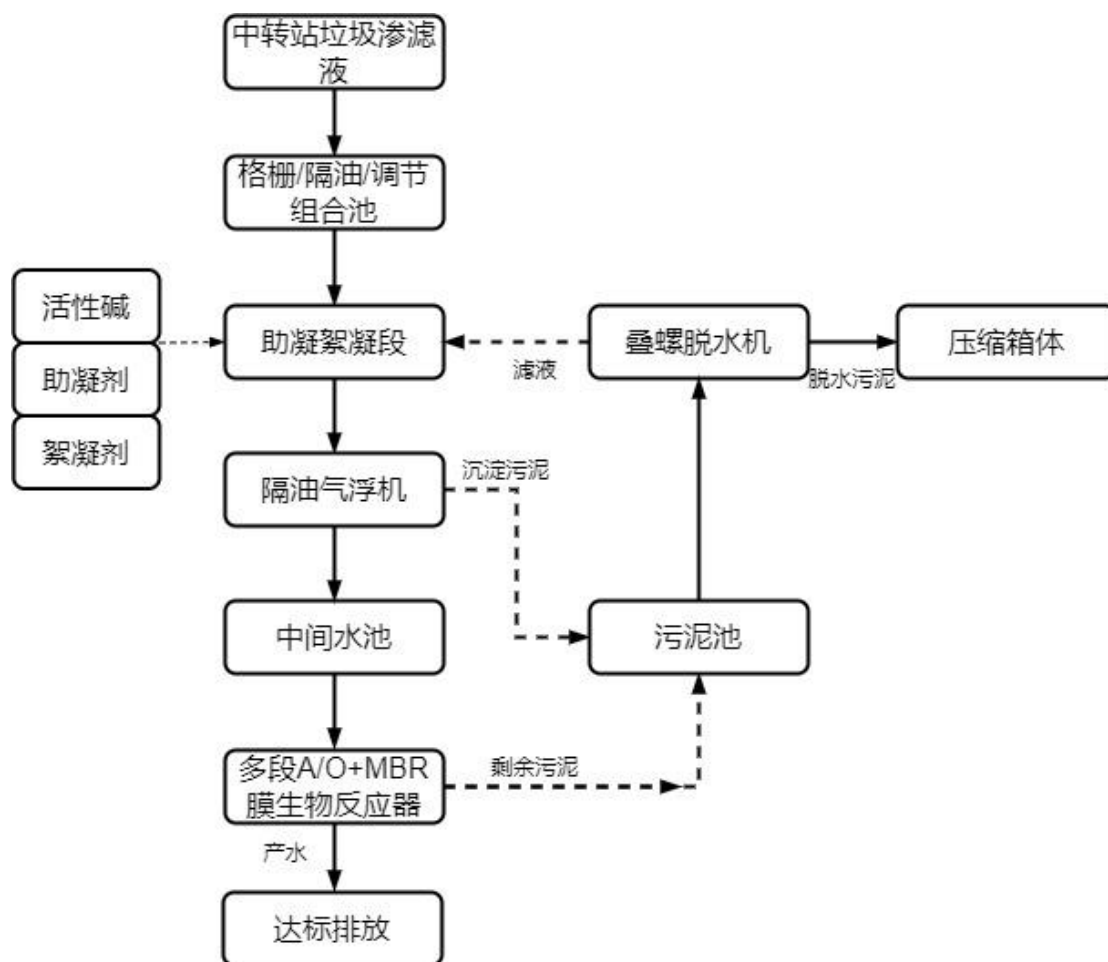 中转站垃圾渗滤
液
格栅/隔油/调节
组合池
活性碱
助凝剂
絮凝剂
助凝絮凝段
滤液
叠螺脱水机
脱水污泥
压缩箱体
隔油气浮机
沉淀污泥
中间水池
污泥池
多段A/O+MBR
膜生物反应器
剩余污泥
产水
达标排放